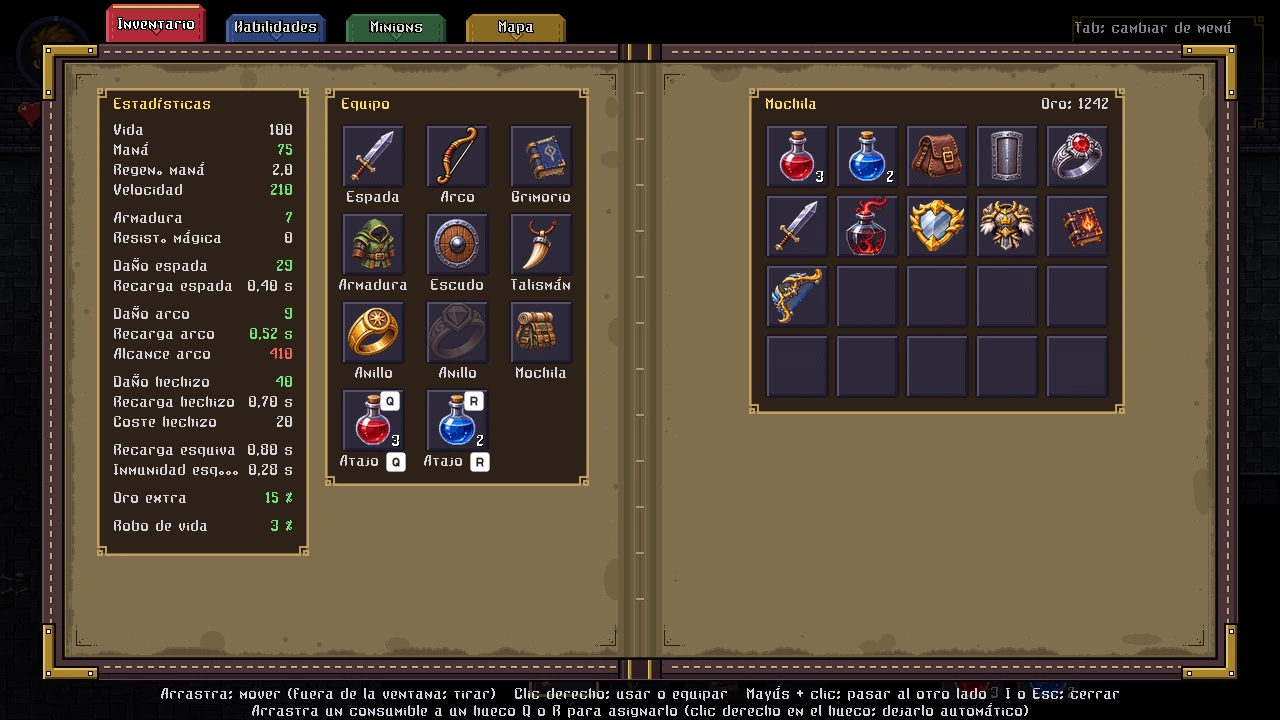 Inventario
Habilidades
Minions
Mapa
Tab: cambiar de menú
Estadísticas
Vida 100
Maná 75
Regen. maná 2,0
Velocidad 210
Armadura 7
Resist. mágica 0
Daño espada 29
Recarga espada 0,40 s
Daño arco 9
Recarga arco 0,52 s
Alcance arco 410
Daño hechizo 40
Recarga hechizo 0,70 s
Coste hechizo 20
Recarga esquiva 0,80 s
Inmunidad esq... 0,28 s
Oro extra 15 %
Robo de vida 3 %
Equipo
Espada Arco Grimorio
Armadura Escudo Talismán
Anillo Anillo Mochila
Q R
3 2
Atajo Q Atajo R
Mochila Oro: 1242
3 2
Arrastra: mover (fuera de la ventana: tirar) Clic derecho: usar o equipar Mayús + clic: pasar al otro lado I o Esc: cerrar
Arrastra un consumible a un hueco Q o R para asignarlo (clic derecho en el hueco: dejarlo automático)